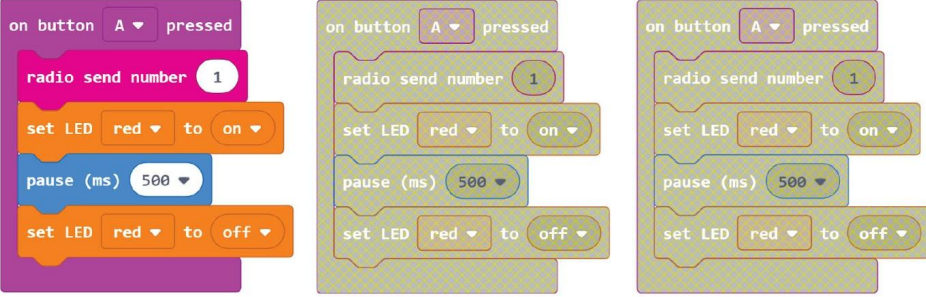 on button A pressed
radio send number 1
set LED red to on
pause (ms) 500
set LED red to off
on button A pressed
radio send number 1
set LED red to on
pause (ms) 500
set LED red to off
on button A pressed
radio send number 1
set LED red to on
pause (ms) 500
set LED red to off